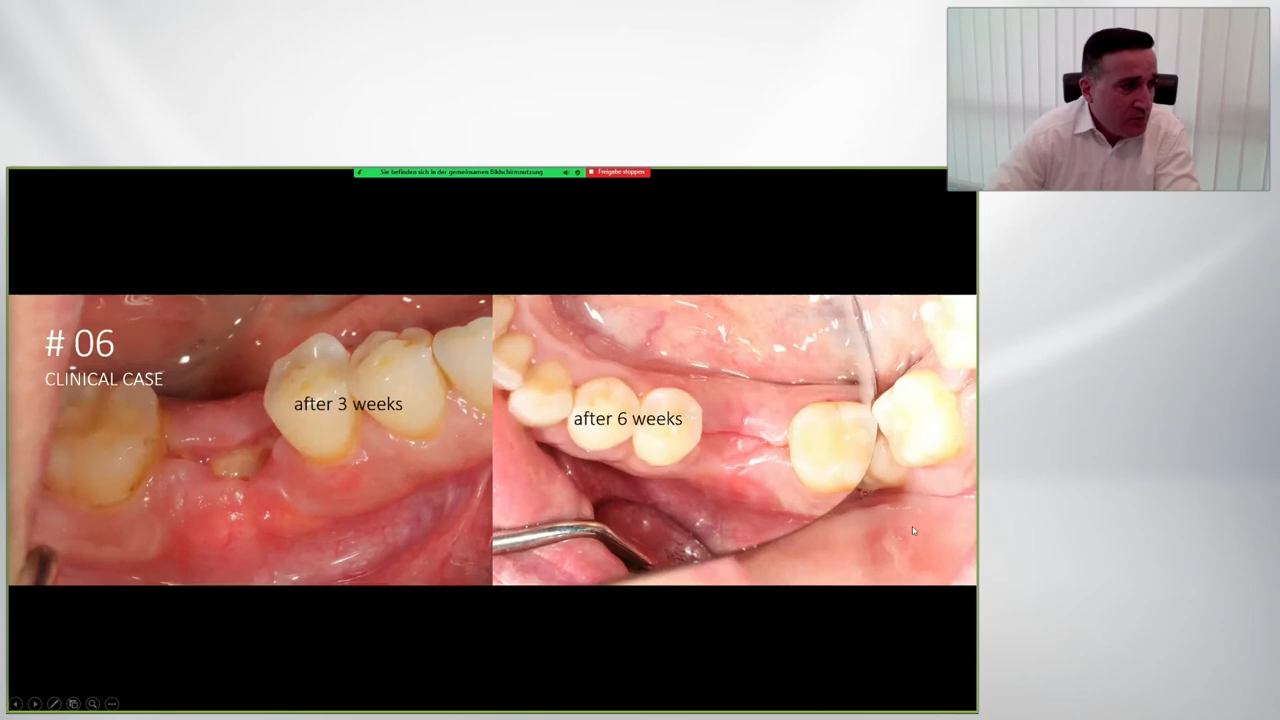 Sie befinden sich in der gemeinsamen Bildschirmnutzung
Freigabe stoppen
# 06
CLINICAL CASE
after 3 weeks
after 6 weeks